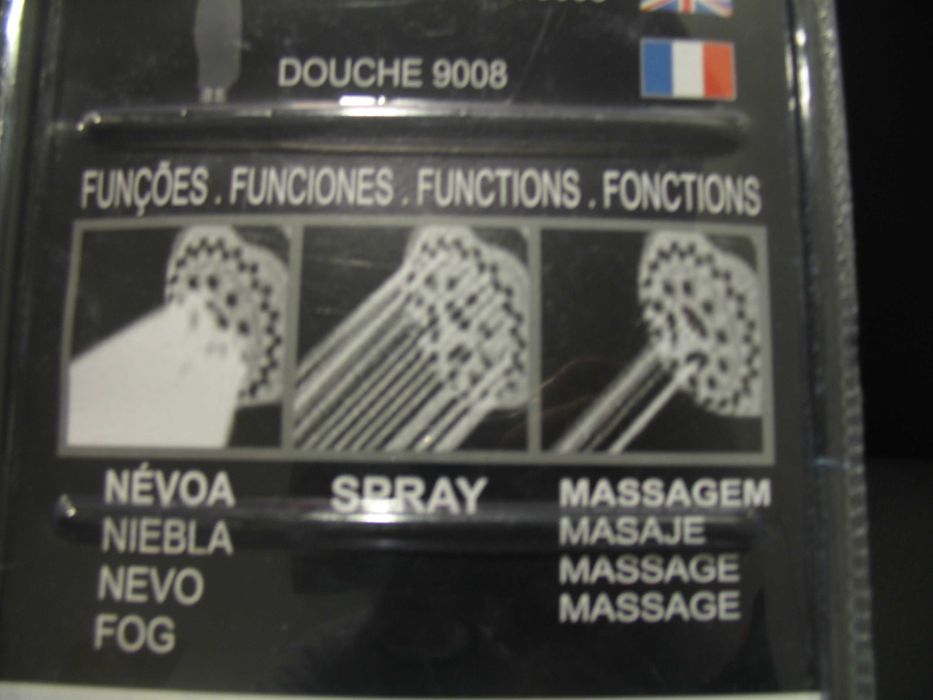 DOUCHE 9008
FUNÇÕES . FUNCIONES . FUNCTIONS . FONCTIONS
NÉVOA
NIEBLA
NEVO
FOG
SPRAY
MASSAGEM
MASAJE
MASSAGE
MASSAGE